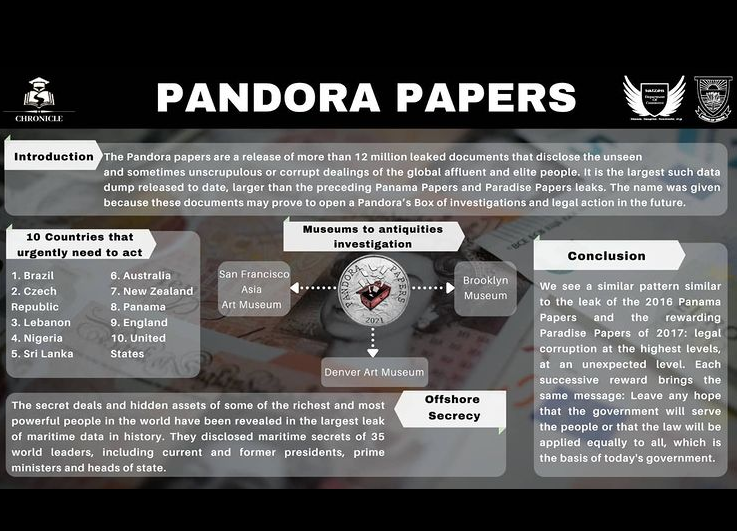 PANDORA PAPERS
CHRONICLE
Introduction
The Pandora papers are a release of more than 12 million leaked documents that disclose the unseen
and sometimes unscrupulous or corrupt dealings of the global affluent and elite people. It is the largest such data
dump released to date, larger than the preceding Panama Papers and Paradise Papers leaks. The name was given
because these documents may prove to open a Pandora's Box of investigations and legal action in the future.
10 Countries that
urgently need to act
1. Brazil
2. Czech
Republic
3. Lebanon
4. Nigeria
5. Sri Lanka
6. Australia
7. New Zealand
8. Panama
9. England
10. United
States
Museums to antiquities
investigation
San Francisco
Asia
Art Museum
PANDORA PAPERS
2021
Brooklyn
Museum
Denver Art Museum
Offshore
Secrecy
The secret deals and hidden assets of some of the richest and most
powerful people in the world have been revealed in the largest leak
of maritime data in history. They disclosed maritime secrets of 35
world leaders, including current and former presidents, prime
ministers and heads of state.
Conclusion
We see a similar pattern similar
to the leak of the 2016 Panama
Papers and the rewarding
Paradise Papers of 2017: legal
corruption at the highest levels,
at an unexpected level. Each
successive reward brings the
same message: Leave any hope
that the government will serve
the people or that the law will be
applied equally to all, which is
the basis of today's government.